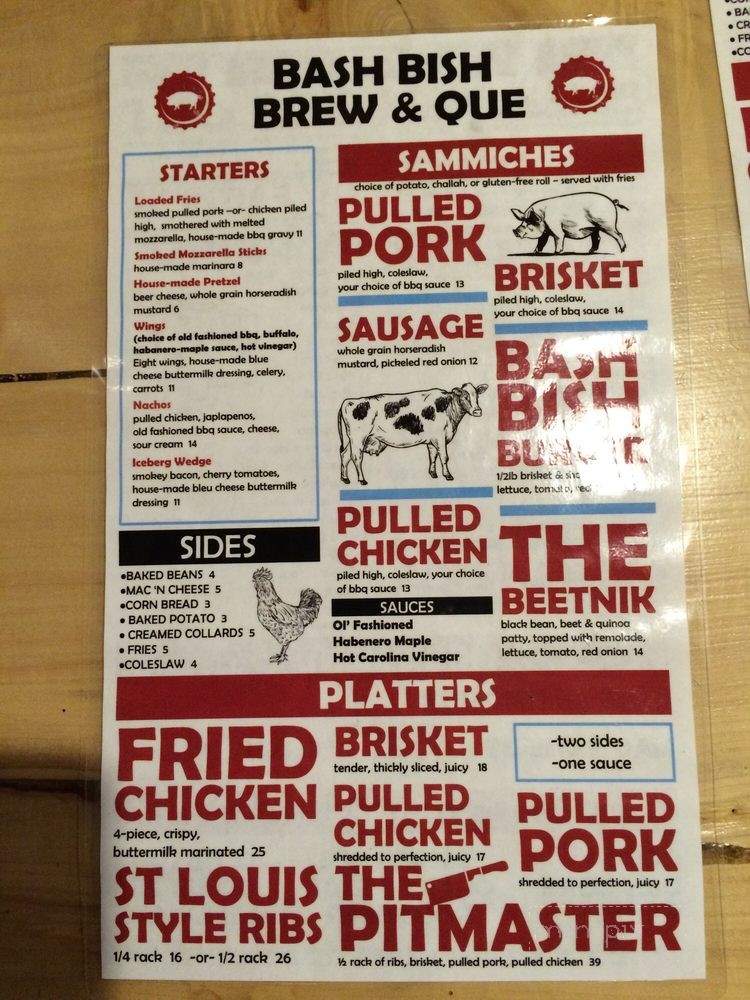 BASH BISH
BREW & QUE
STARTERS
Loaded Fries
smoked pulled pork -or- chicken piled
high, smothered with melted
mozzarella, house-made bbq gravy 11
Smoked Mozzarella Sticks
house-made marinara 8
House-made Pretzel
beer cheese, whole grain horseradish
mustard 6
Wings
(choice of old fashioned bbq, buffalo,
habanero-maple sauce, hot vinegar)
Eight wings, house-made blue
cheese buttermilk dressing, celery,
carrots 11
Nachos
pulled chicken, japlapenos,
old fashioned bbq sauce, cheese,
sour cream 14
Iceberg Wedge
smokey bacon, cherry tomatoes,
house-made bleu cheese buttermilk
dressing 11
SIDES
•BAKED BEANS 4
•MAC 'N CHEESE 5
•CORN BREAD 3
• BAKED POTATO 3
• CREAMED COLLARDS 5
• FRIES 5
•COLESLAW 4
SAMMICHES
choice of potato, challah, or gluten-free roll – served with fries
PULLED
PORK
piled high, coleslaw,
your choice of bbq sauce 13
SAUSAGE
whole grain horseradish
mustard, pickeled red onion 12
PULLED
CHICKEN
piled high, coleslaw, your choice
of bbq sauce 13
SAUCES
Ol' Fashioned
Habenero Maple
Hot Carolina Vinegar
BRISKET
piled high, coleslaw,
your choice of bbq sauce 14
BASH
BISH
1/2lb brisket &
lettuce, tomato, red
THE
BEETNIK
black bean, beet & quinoa
patty, topped with remolade,
lettuce, tomato, red onion 14
PLATTERS
FRIED
CHICKEN
4-piece, crispy,
buttermilk marinated 25
ST LOUIS
STYLE RIBS
1/4 rack 16 -or- 1/2 rack 26
BRISKET
tender, thickly sliced, juicy 18
PULLED
CHICKEN
shredded to perfection, juicy 17
-two sides
-one sauce
PULLED
PORK
shredded to perfection, juicy 17
THE
PITMASTER
½ rack of ribs, brisket, pulled pork, pulled chicken 39